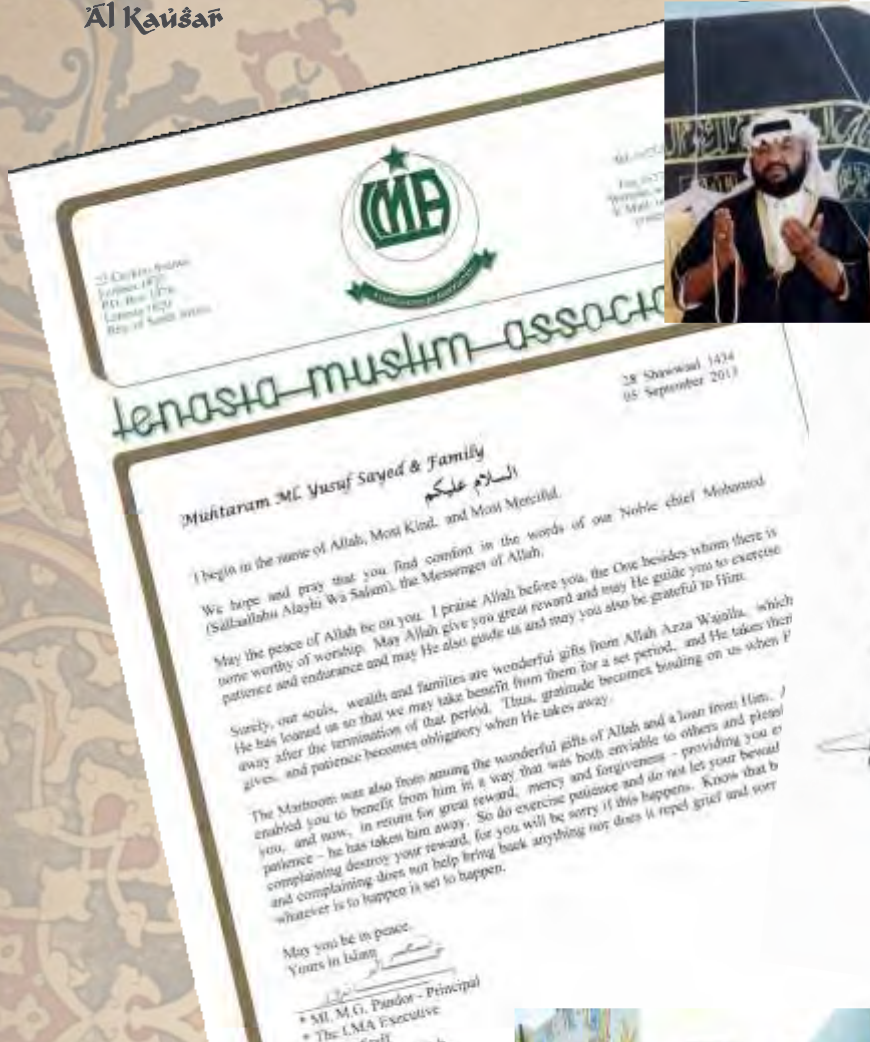 Al Kausar
LMA
lenasia muslim associa
28 Shawwaal 1434
05 September 2013
Muhtaram Ml. Yusuf Sayed & Family
السلام عليكم
I begin in the name of Allah, Most Kind, and Most Merciful.
We hope and pray that you find comfort in the words of our Noble chief Mohamed
(Sallaallahu Alayhi Wa Salam), the Messenger of Allah.
May the peace of Allah be on you. I praise Allah before you, the One besides whom there is
none worthy of worship. May Allah give you great reward and may He guide you to exercise
patience and endurance and may He also guide us and may you also be grateful to Him.
Surely, our souls, wealth and families are wonderful gifts from Allah Azza Wajalla, which
He has loaned us so that we may take benefit from them for a set period, and He takes them
away after the termination of that period. Thus, gratitude becomes binding on us when
gives, and patience becomes obligatory when He takes away.
The Marhoom was also from among the wonderful gifts of Allah and a loan from Him.
enabled you to benefit from him in a way that was both enviable to others and pleasi
you, and now, in return for great reward, mercy and forgiveness - providing you e
patience - he has taken him away. So do exercise patience and do not let your bewail
complaining destroy your reward, for you will be sorry if this happens. Know that b
and complaining does not help bring back anything nor does it repel grief and sorr
whatever is to happen is set to happen.
May you be in peace.
Yours in Islam
* Ml. M.G. Pandor - Principal
* The LMA Executive